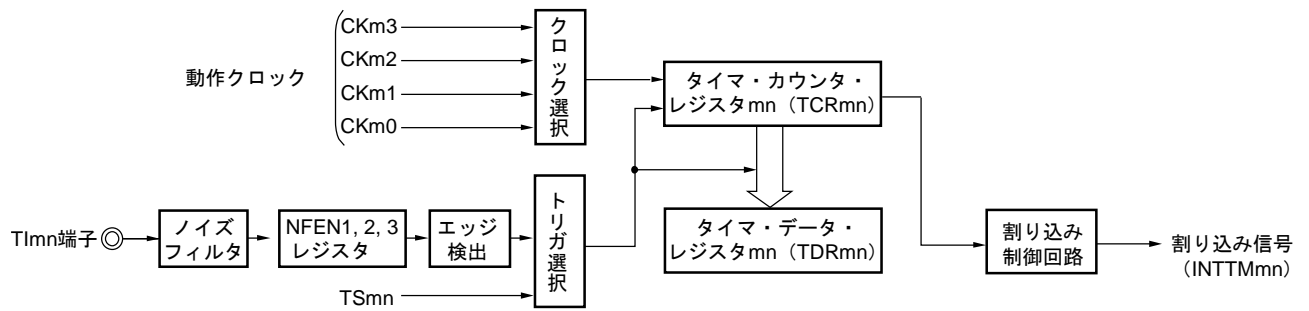 動作クロック
CKm3
CKm2
CKm1
CKm0
クロック選択
タイマ・カウンタ・
レジスタmn（TCRmn）
TImn端子
ノイズ
フィルタ
NFEN1, 2, 3
レジスタ
エッジ
検出
TSmn
トリガ選択
タイマ・データ・
レジスタmn（TDRmn）
割り込み
制御回路
割り込み信号
（INTTMmn）